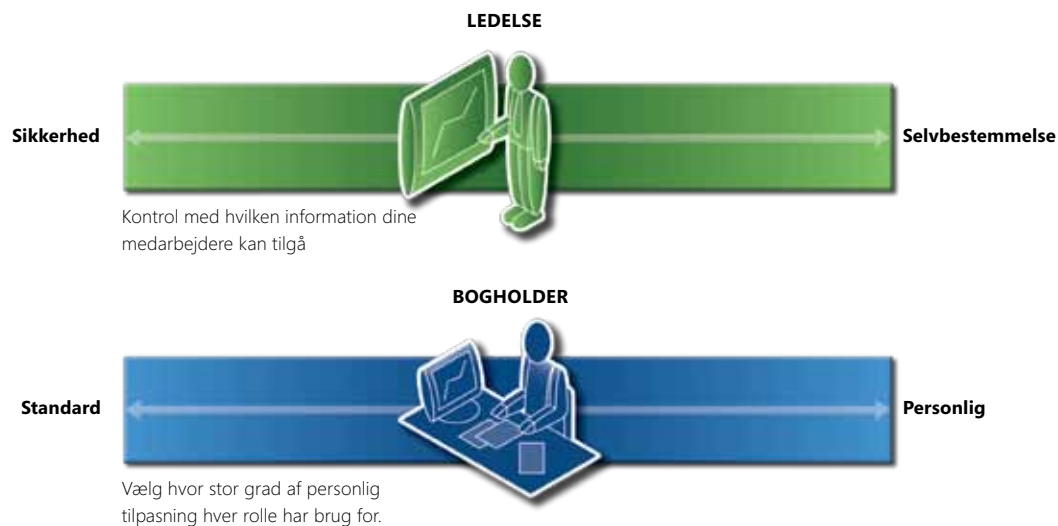 LEDELSE
Sikkerhed
Selvbestemmelse
Kontrol med hvilken information dine
medarbejdere kan tilgå
BOGHOLDER
Standard
Personlig
Vælg hvor stor grad af personlig
tilpasning hver rolle har brug for.